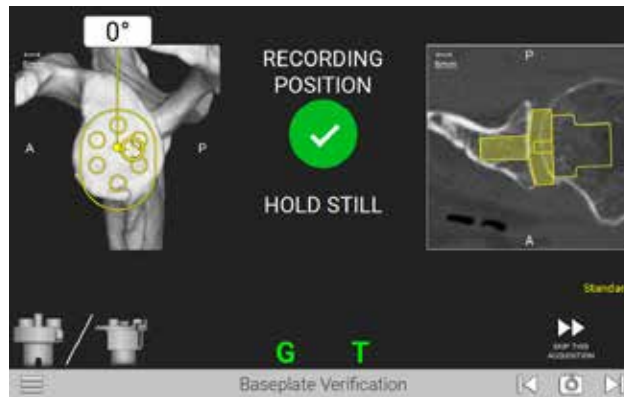 0°
RECORDING
POSITION
HOLD STILL
A
P
P
A
Standar
G T
SKIP THIS
ACQUISITION
Baseplate Verification